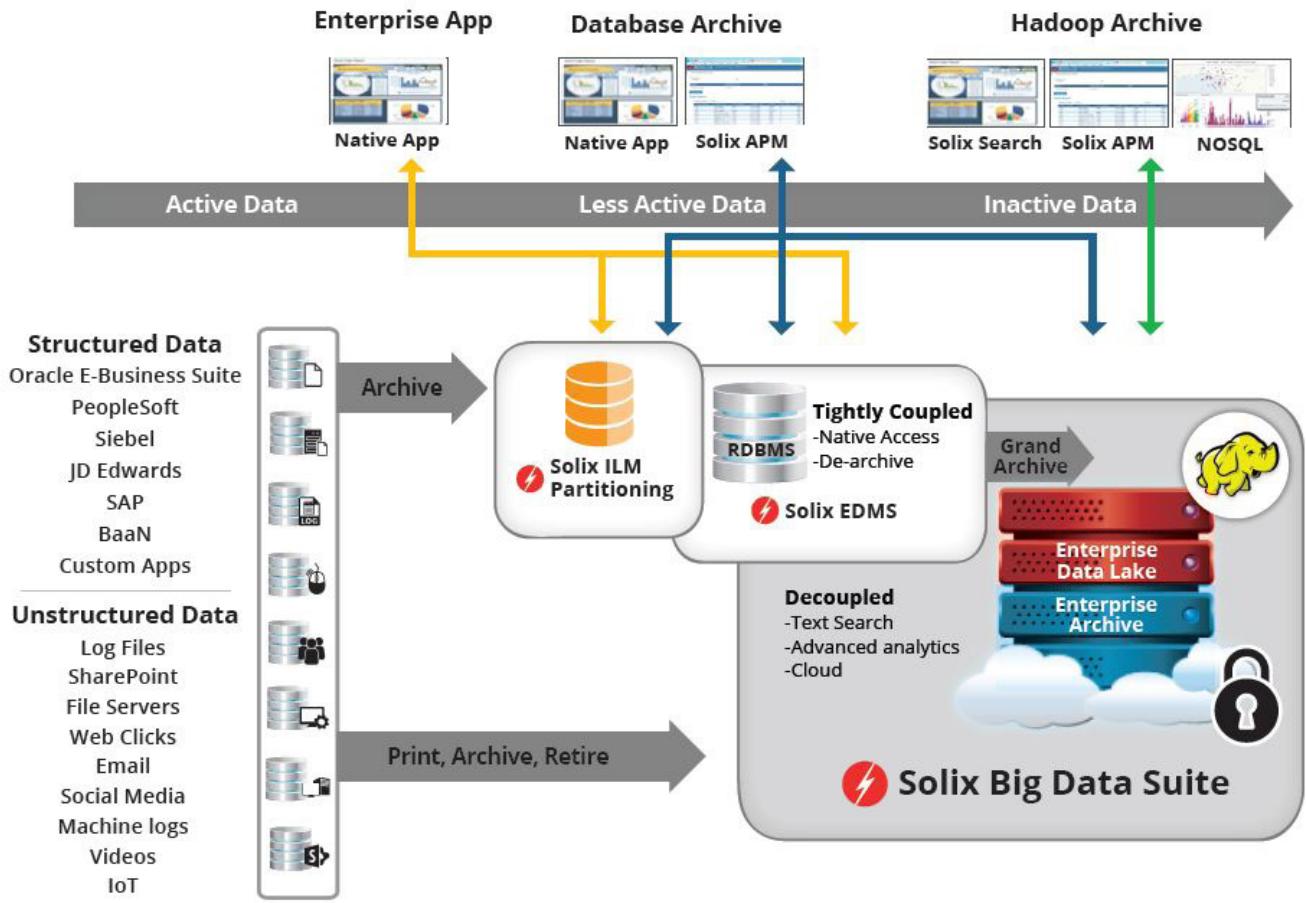 Enterprise App
Database Archive
Hadoop Archive
Native App
Native App
Solix APM
Solix Search
Solix APM
NOSQL
Active Data
Less Active Data
Inactive Data
Structured Data
Oracle E-Business Suite
PeopleSoft
Siebel
JD Edwards
SAP
BaaN
Custom Apps
Unstructured Data
Log Files
SharePoint
File Servers
Web Clicks
Email
Social Media
Machine logs
Videos
IoT
LOG
S
Archive
Print, Archive, Retire
Solix ILM
Partitioning
RDBMS
Tightly Coupled
-Native Access
-De-archive
Solix EDMS
Grand
Archive
Enterprise
Data Lake
Enterprise
Archive
Decoupled
-Text Search
-Advanced analytics
-Cloud
Solix Big Data Suite